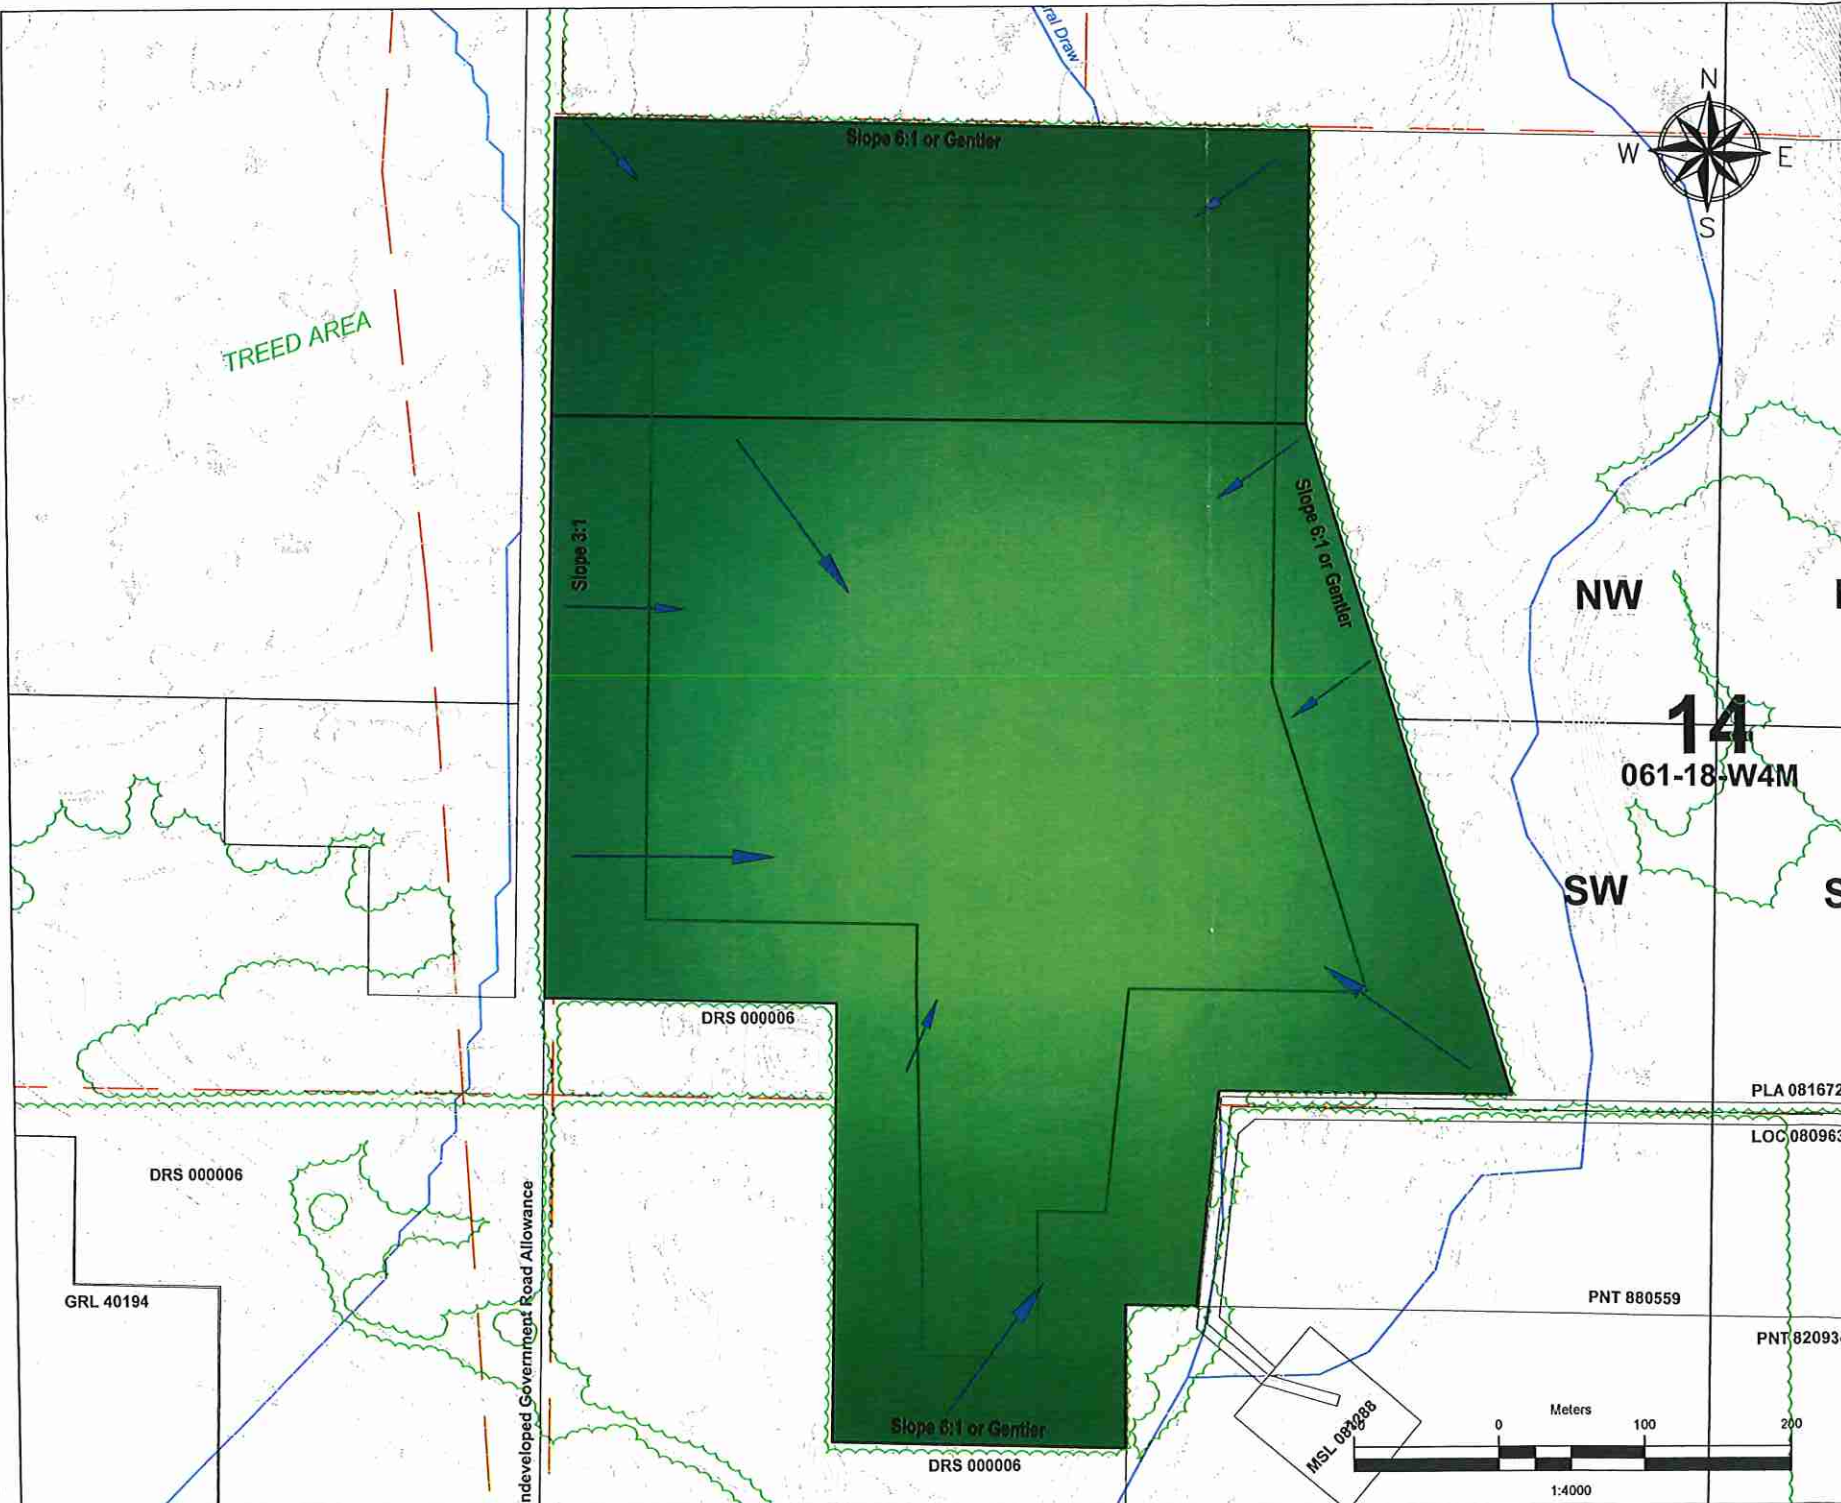 ral Draw
N
W
E
S
Slope 6:1 or Gentler
TREED AREA
Slope 3:1
Slope 6:1 or Gentler
NW
14
061-18-W4M
SW
S
DRS 000006
PLA 081672
LOC 080963
DRS 000006
ndeveloped Government Road Allowance
GRL 40194
PNT 880559
PNT 82093
Slope 6:1 or Gentler
DRS 000006
MSL 081288
Meters
0 100 200
1:4000